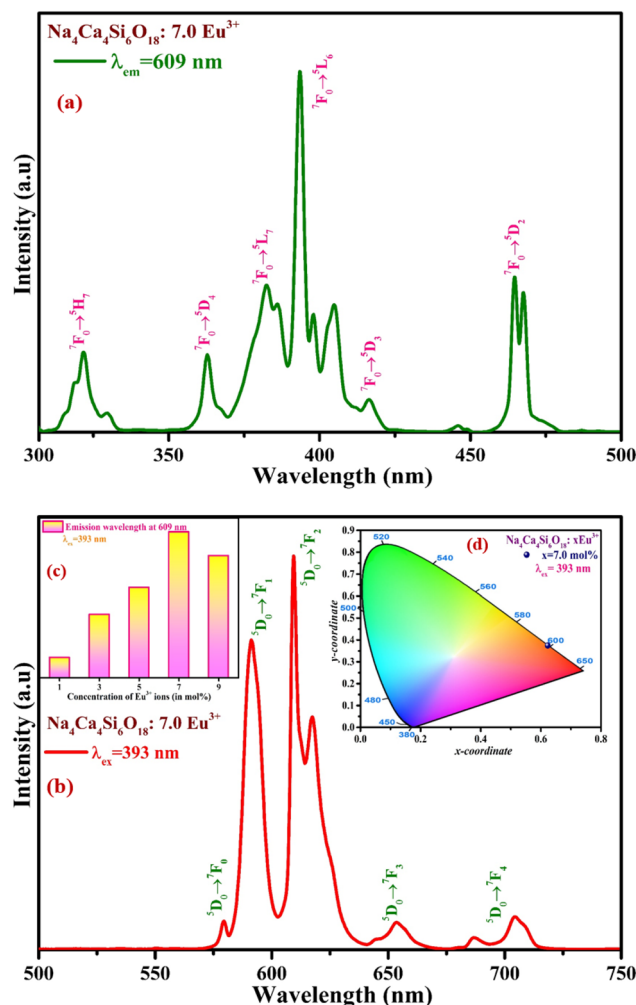 Na₄Ca₄Si₆O₁₈: 7.0 Eu³⁺
λem=609 nm
(a)
⁷F₀→⁵H₇
⁷F₀→⁵D₄
⁷F₀→⁵L₇
⁷F₀→⁵L₆
⁷F₀→⁵D₃
⁷F₀→⁵D₂
Intensity (a.u)
300 350 400 450 500
Wavelength (nm)
Emission wavelength at 609 nm
λex=393 nm
(c)
1 3 5 7 9
Concentration of Eu³⁺ ions (in mol%)
(d)
Na₄Ca₄Si₆O₁₈: xEu³⁺
x=7.0 mol%
λex= 393 nm
0.9
0.8
0.7
0.6
0.5
0.4
0.3
0.2
0.1
0.0
y-coordinate
520
540
560
500
580
600
650
480
450
380
0.0 0.2 0.4 0.6 0.8
x-coordinate
Na₄Ca₄Si₆O₁₈: 7.0 Eu³⁺
λex=393 nm
(b)
⁵D₀→⁷F₀
⁵D₀→⁷F₁
⁵D₀→⁷F₂
⁵D₀→⁷F₃
⁵D₀→⁷F₄
Intensity (a.u)
500 550 600 650 700 750
Wavelength (nm)